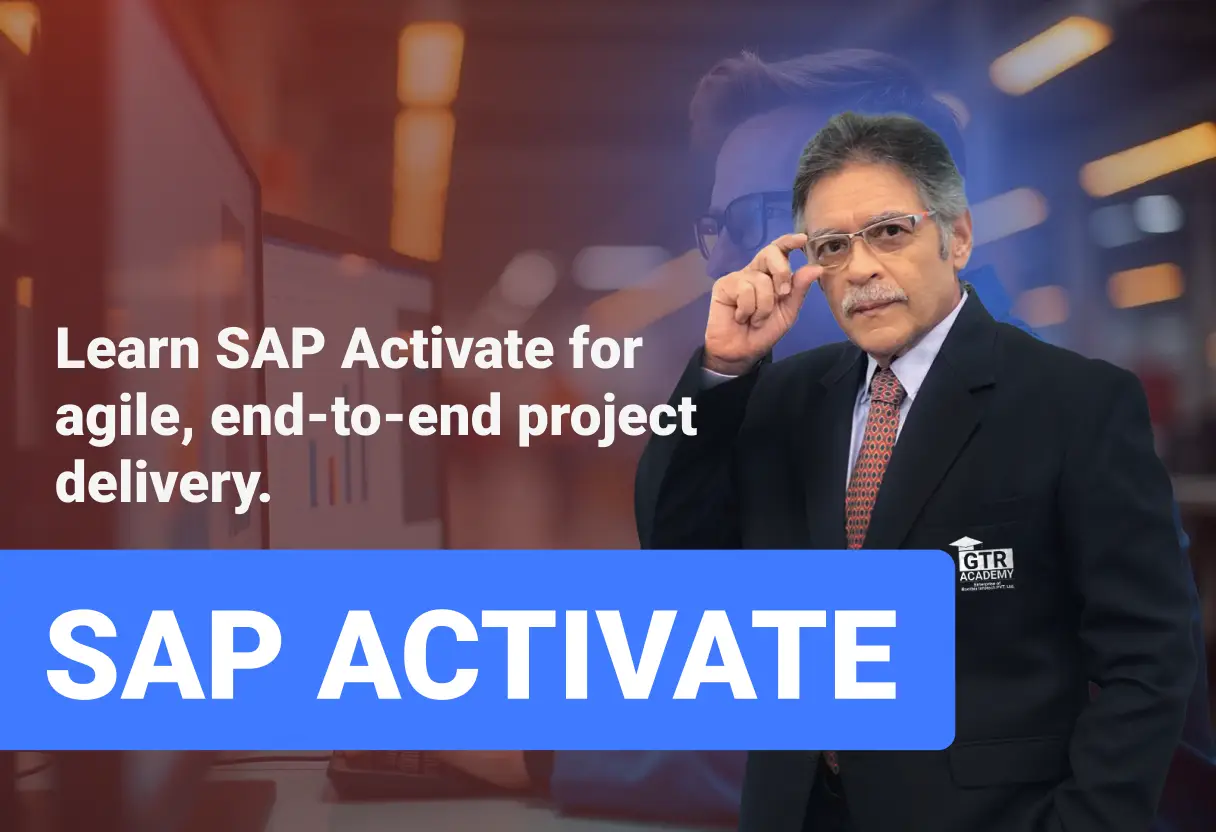 Learn SAP Activate for
agile, end-to-end project
delivery.
SAP ACTIVATE
GTR
ACADEMY